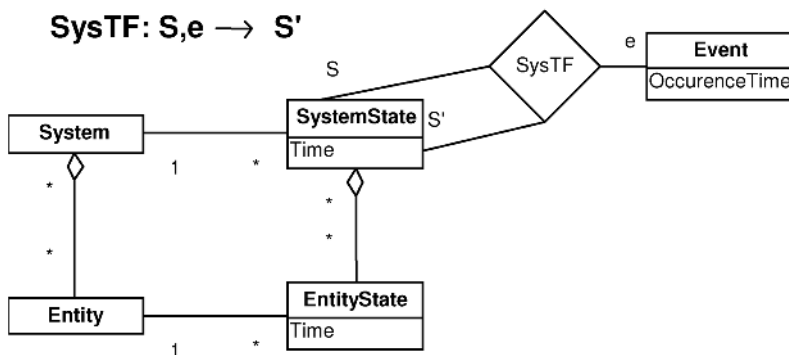 SysTF: S,e → S'
S
SysTF
e
Event
OccurenceTime
System
1
*
SystemState
Time
S'
*
*
*
*
Entity
1
*
EntityState
Time